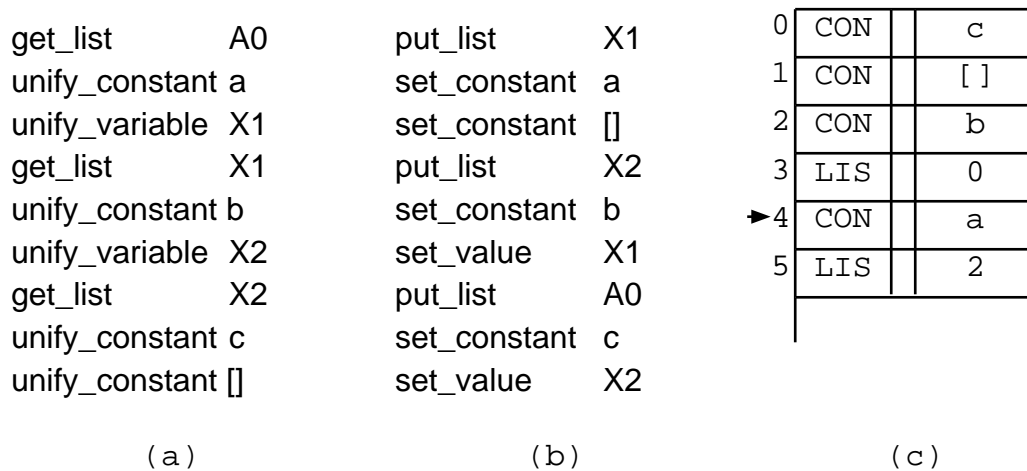 get_list A0
unify_constant a
unify_variable X1
get_list X1
unify_constant b
unify_variable X2
get_list X2
unify_constant c
unify_constant []
(a)
put_list X1
set_constant a
set_constant []
put_list X2
set_constant b
set_value X1
put_list A0
set_constant c
set_value X2
(b)
0 CON c
1 CON []
2 CON b
3 LIS 0
4 CON a
5 LIS 2
(c)